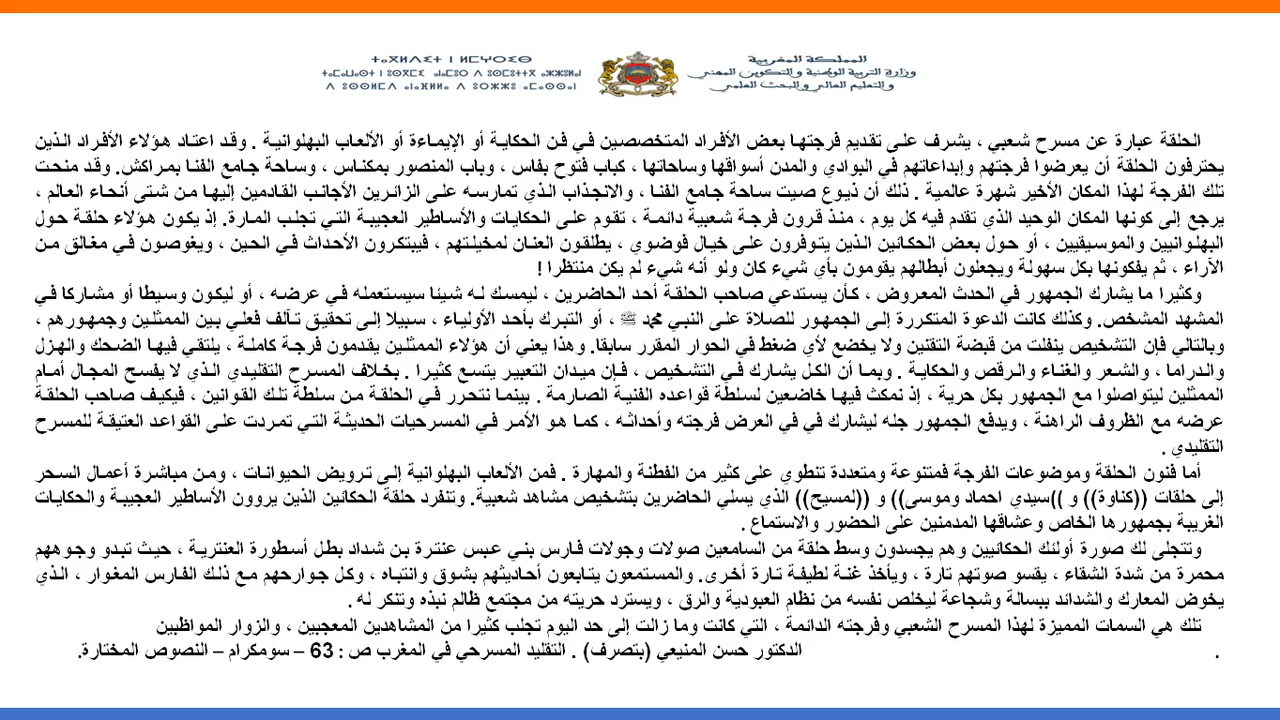 ⵜⴰⴳⵍⴷⵉⵜ ⵏ ⵍⵎⵖⵔⵉⴱ
المملكة المغربية
وزارة التربية الوطنية والتكوين المهني
والتعليم العالي والبحث العلمي
الحلقة عبارة عن مسرح شعبي ، يشرف على تقديم فرجتها بعض الأفراد المتخصصين في فن الحكاية أو الإيماءة أو الألعاب البهلوانية . وقد اعتاد هؤلاء الأفراد الذين
يحترفون الحلقة أن يعرضوا فرجتهم وإبداعاتهم في البوادي والمدن أسواقها وساحاتها ، كباب فتوح بفاس ، وباب المنصور بمكناس ، وساحة جامع الفنا بمراكش. وقد منحت
تلك الفرجة لهذا المكان الأخير شهرة عالمية . ذلك أن ذيوع صيت ساحة جامع الفنا ، والانجذاب الذي تمارسه على الزائرين الأجانب القادمين إليها من شتى أنحاء العالم ،
يرجع إلى كونها المكان الوحيد الذي تقدم فيه كل يوم ، منذ قرون فرجة شعبية دائمة ، تقوم على الحكايات والأساطير العجيبة التي تجلب المارة. إذ يكون هؤلاء حلقة حول
البهلوانيين والموسيقيين ، أو حول بعض الحكائين الذين يتوفرون على خيال فوضوي ، يطلقون العنان لمخيلتهم ، فيبتكرون الأحداث في الحين ، ويغوصون في مغالق من
الآراء ، ثم يفكونها بكل سهولة ويجعلون أبطالهم يقومون بأي شيء كان ولو أنه شيء لم يكن منتظرا !
وكثيرا ما يشارك الجمهور في الحدث المعروض ، كأن يستدعي صاحب الحلقة أحد الحاضرين ، ليمسك له شيئا سيستعمله في عرضه ، أو ليكون وسيطا أو مشاركا في
المشهد المشخص. وكذلك كانت الدعوة المتكررة إلى الجمهور للصلاة على النبي محمد ﷺ ، أو التبرك بأحد الأولياء ، سبيلا إلى تحقيق تآلف فعلي بين الممثلين وجمهورهم ،
وبالتالي فإن التشخيص ينفلت من قبضة التقنين ولا يخضع لأي ضغط في الحوار المقرر سابقا. وهذا يعني أن هؤلاء الممثلين يقدمون فرجة كاملة ، يلتقي فيها الضحك والهزل
والدراما ، والشعر والغناء والرقص والحكاية . وبما أن الكل يشارك في التشخيص ، فإن ميدان التعبير يتسع كثيرا . بخلاف المسرح التقليدي الذي لا يفسح المجال أمام
الممثلين ليتواصلوا مع الجمهور بكل حرية ، إذ نمكث فيها خاضعين لسلطة قواعده الفنية الصارمة . بينما نتحرر في الحلقة من سلطة تلك القوانين ، فيكيف صاحب الحلقة
عرضه مع الظروف الراهنة ، ويدفع الجمهور جله ليشارك في في العرض فرجته وأحداثه ، كما هو الأمر في المسرحيات الحديثة التي تمردت على القواعد العتيقة للمسرح
التقليدي .
أما فنون الحلقة وموضوعات الفرجة فمتنوعة ومتعددة تنطوي على كثير من الفطنة والمهارة . فمن الألعاب البهلوانية إلى ترويض الحيوانات ، ومن مباشرة أعمال السحر
إلى حلقات ((كناوة)) و ))سيدي احماد وموسى)) و ((لمسيح)) الذي يسلي الحاضرين بتشخيص مشاهد شعبية. وتنفرد حلقة الحكائين الذين يروون الأساطير العجيبة والحكايات
الغريبة بجمهورها الخاص وعشاقها المدمنين على الحضور والاستماع .
وتتجلى لك صورة أولئك الحكائيين وهم يجسدون وسط حلقة من السامعين صولات وجولات فارس بني عبس عنترة بن شداد بطل أسطورة العنترية ، حيث تبدو وجوههم
محمرة من شدة الشقاء ، يقسو صوتهم تارة ، ويأخذ غنة لطيفة تارة أخرى. والمستمعون يتابعون أحاديثهم بشوق وانتباه ، وكل جوارحهم مع ذلك الفارس المغوار ، الذي
يخوض المعارك والشدائد ببسالة وشجاعة ليخلص نفسه من نظام العبودية والرق ، ويسترد حريته من مجتمع ظالم نبذه وتنكر له .
تلك هي السمات المميزة لهذا المسرح الشعبي وفرجته الدائمة ، التي كانت وما زالت إلى حد اليوم تجلب كثيرا من المشاهدين المعجبين ، والزوار المواظبين
. الدكتور حسن المنيعي (بتصرف) . التقليد المسرحي في المغرب ص : 63 – سومكرام – النصوص المختارة.